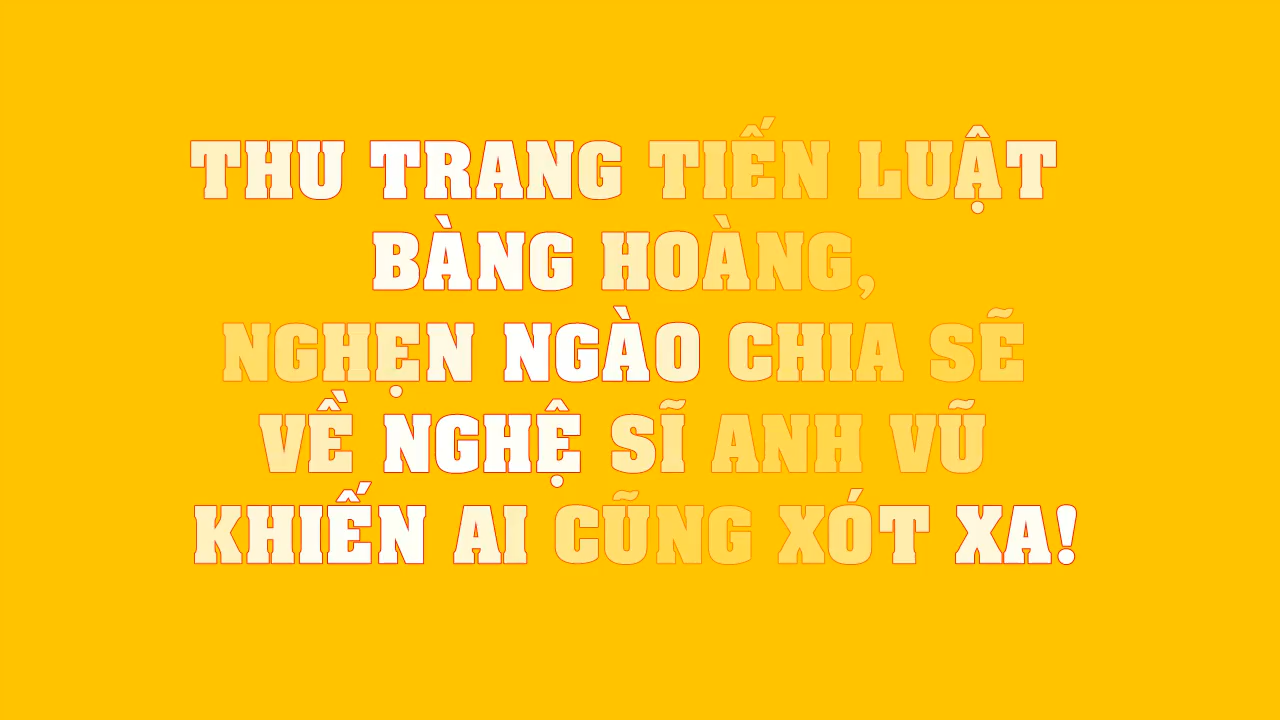 THU TRANG TIẾN LUẬT
BÀNG HOÀNG,
NGHẸN NGÀO CHIA SẼ
VỀ NGHỆ SĨ ANH VŨ
KHIẾN AI CŨNG XÓT XA!